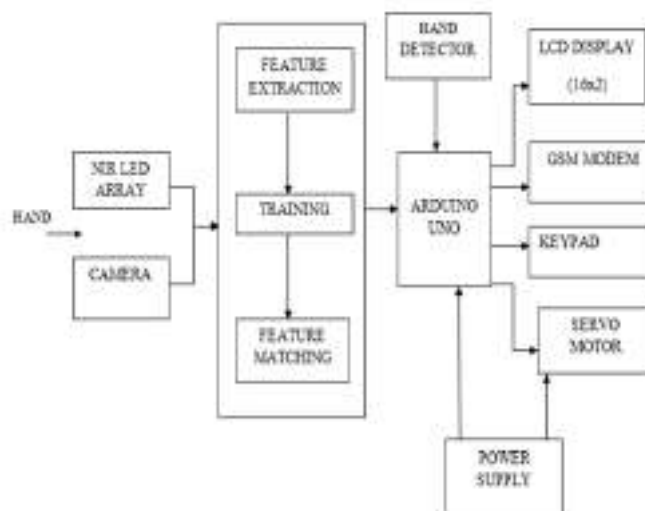 HAND
NIR LED
ARRAY
CAMERA
FEATURE
EXTRACTION
TRAINING
FEATURE
MATCHING
HAND
DETECTOR
ARDUINO
UNO
LCD DISPLAY
(16x2)
GSM MODEM
KEYPAD
SERVO
MOTOR
POWER
SUPPLY